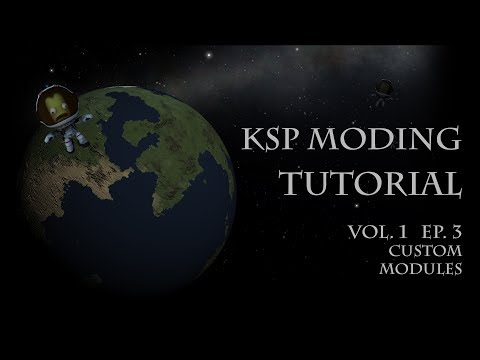 KSP MODING
TUTORIAL
VOL. 1 EP. 3
CUSTOM
MODULES